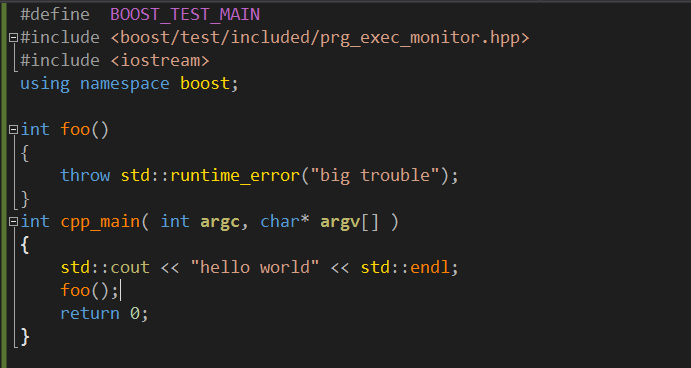 #define  BOOST_TEST_MAIN
#include <boost/test/included/prg_exec_monitor.hpp>
#include <iostream>
using namespace boost;

int foo()
{
    throw std::runtime_error("big trouble");
}
int cpp_main( int argc, char* argv[] )
{
    std::cout << "hello world" << std::endl;
    foo();
    return 0;
}